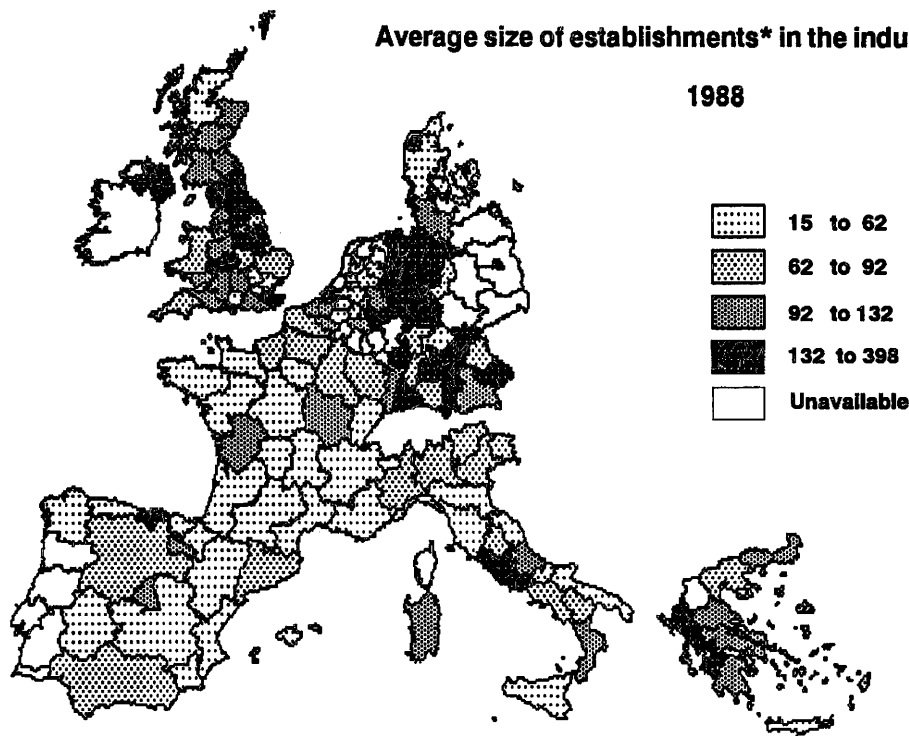 Average size of establishments* in the indu
1988
15 to 62
62 to 92
92 to 132
132 to 398
Unavailable